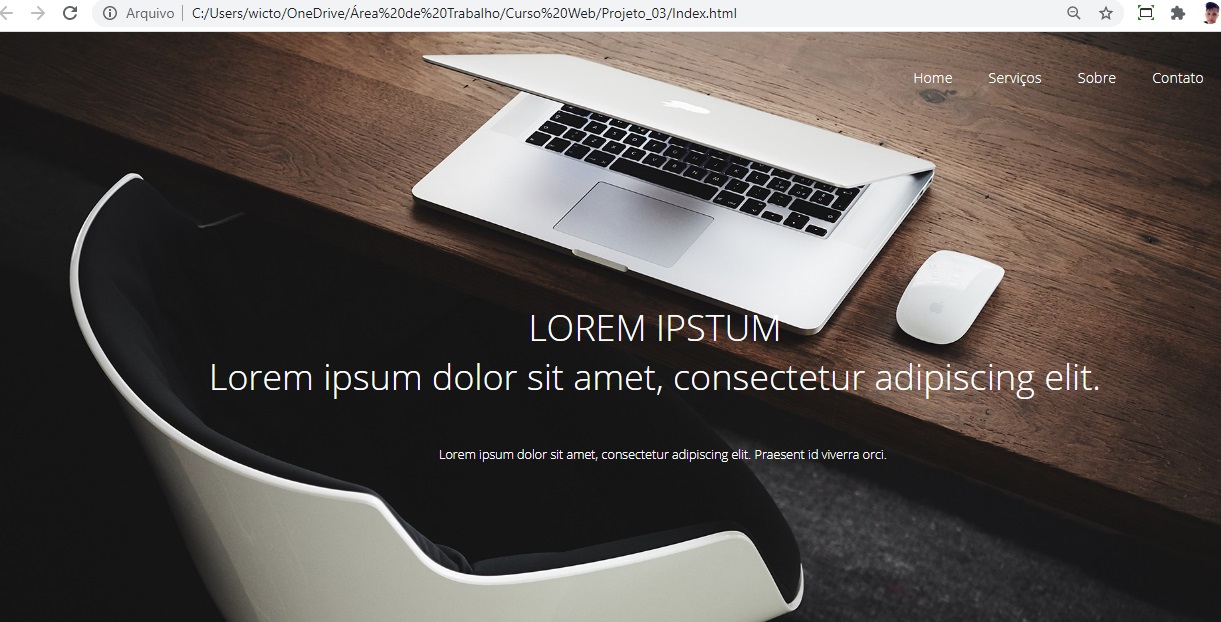 Arquivo | C:/Users/wicto/OneDrive/Área%20de%20Trabalho/Curso%20Web/Projeto_03/Index.html
Home Serviços Sobre Contato
LOREM IPSTUM
Lorem ipsum dolor sit amet, consectetur adipiscing elit.
Lorem ipsum dolor sit amet, consectetur adipiscing elit. Praesent id viverra orci.